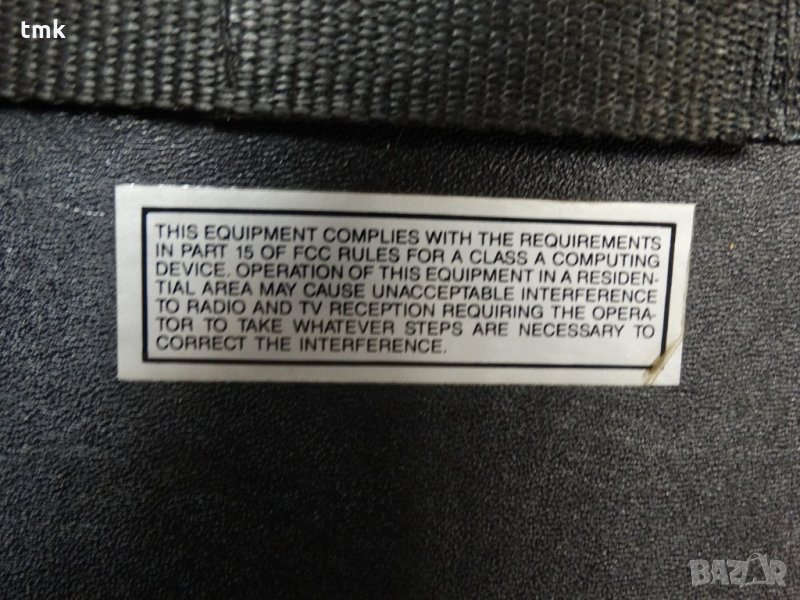 tmk
THIS EQUIPMENT COMPLIES WITH THE REQUIREMENTS
IN PART 15 OF FCC RULES FOR A CLASS A COMPUTING
DEVICE. OPERATION OF THIS EQUIPMENT IN A RESIDEN-
TIAL AREA MAY CAUSE UNACCEPTABLE INTERFERENCE
TO RADIO AND TV RECEPTION REQUIRING THE OPERA-
TOR TO TAKE WHATEVER STEPS ARE NECESSARY TO
CORRECT THE INTERFERENCE.
BAZAR